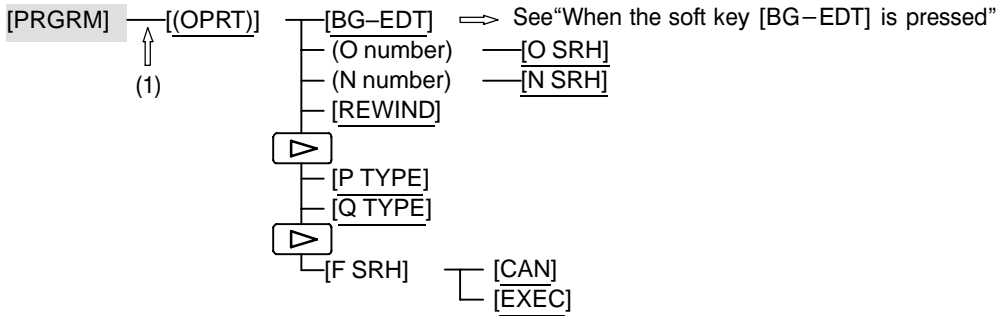 [PRGRM] [(OPRT)] [BG–EDT] See“When the soft key [BG–EDT] is pressed”
(O number) [O SRH]
(1) (N number) [N SRH]
[REWIND]
[P TYPE]
[Q TYPE]
[F SRH] [CAN]
[EXEC]